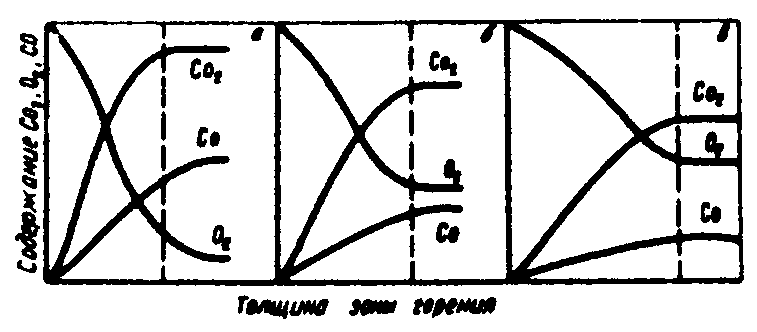 Содержание Co₂, O₂, CO
а
Co₂
Co
O₂
б
Co₂
O₂
Co
в
Co₂
O₂
Co
Толщина зоны горения